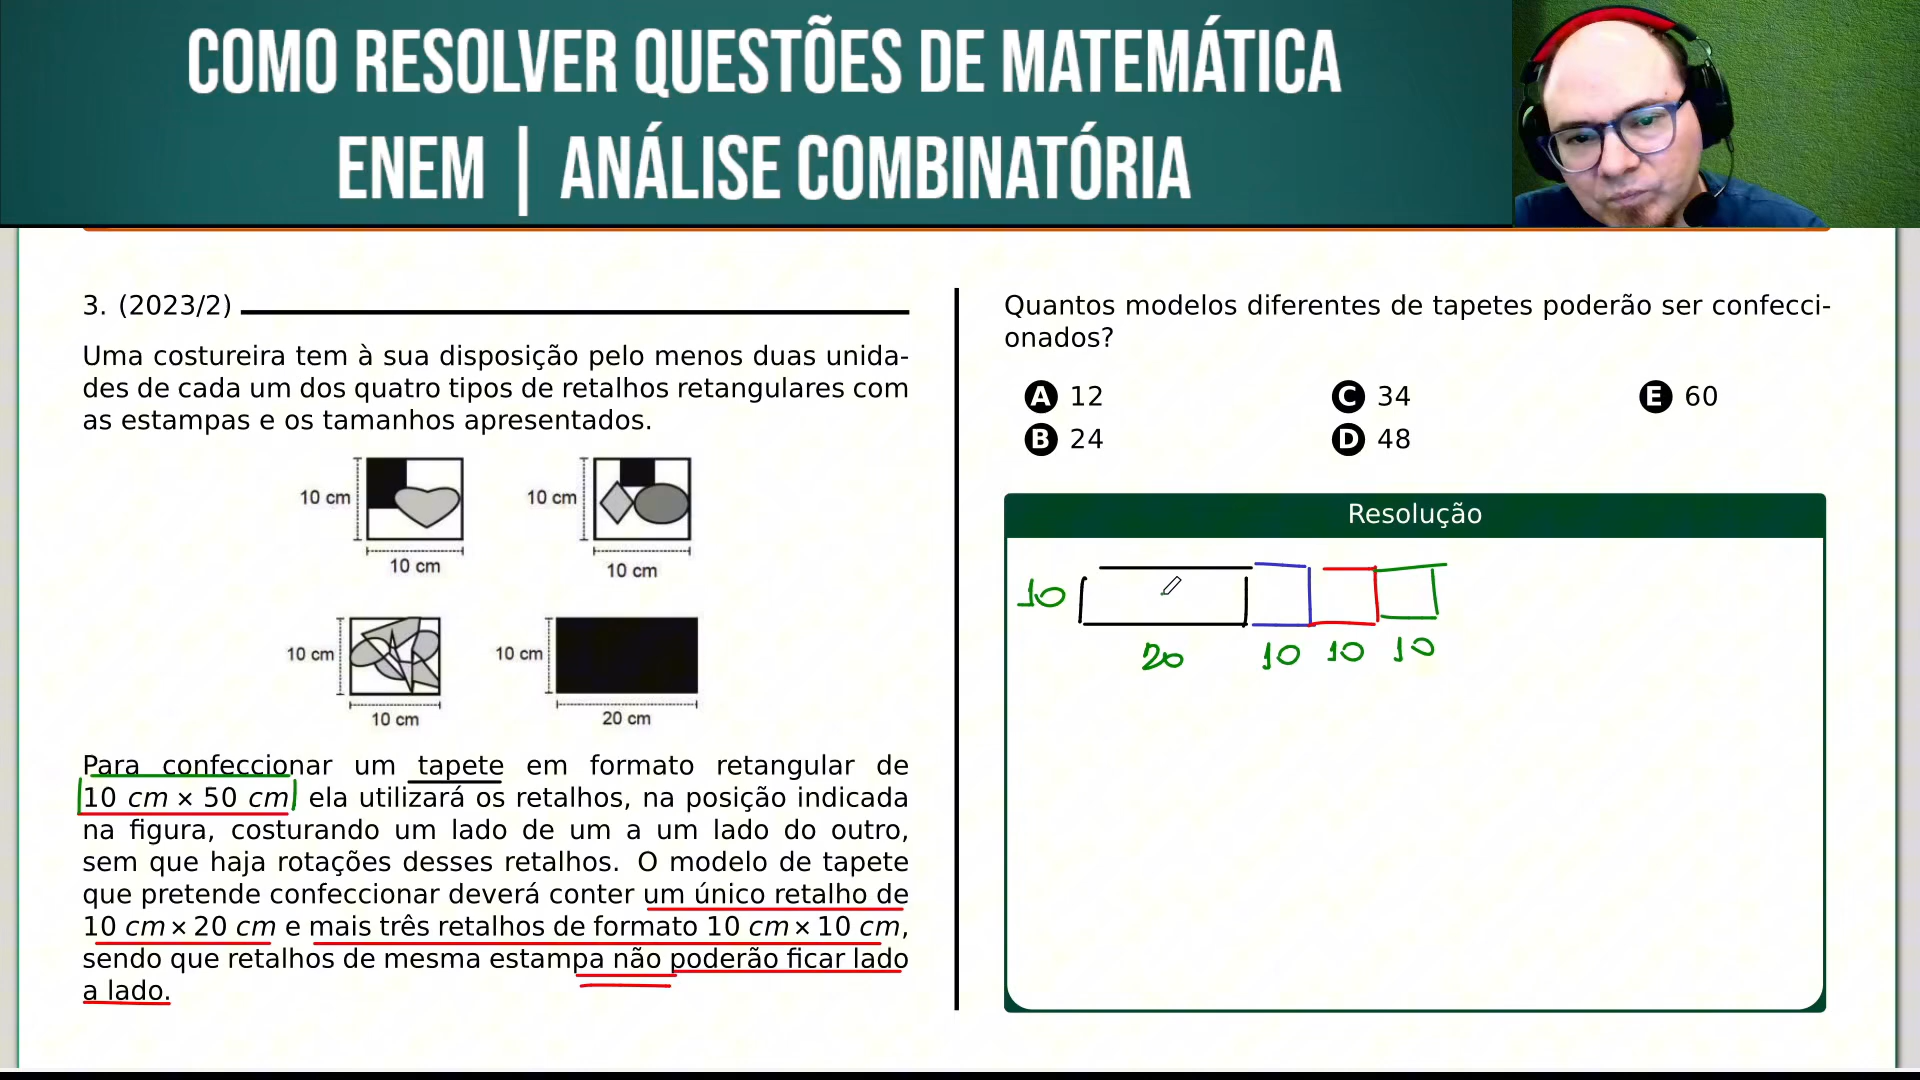 COMO RESOLVER QUESTÕES DE MATEMÁTICA
ENEM | ANÁLISE COMBINATÓRIA
3. (2023/2)
Uma costureira tem à sua disposição pelo menos duas unida-
des de cada um dos quatro tipos de retalhos retangulares com
as estampas e os tamanhos apresentados.
10 cm
10 cm
10 cm
10 cm
10 cm
10 cm
10 cm
20 cm
Para confeccionar um tapete em formato retangular de
10 cm × 50 cm ela utilizará os retalhos, na posição indicada
na figura, costurando um lado de um a um lado do outro,
sem que haja rotações desses retalhos. O modelo de tapete
que pretende confeccionar deverá conter um único retalho de
10 cm × 20 cm e mais três retalhos de formato 10 cm × 10 cm,
sendo que retalhos de mesma estampa não poderão ficar lado
a lado.
Quantos modelos diferentes de tapetes poderão ser confecci-
onados?
A 12
B 24
C 34
D 48
E 60
Resolução
10
20 10 10 10